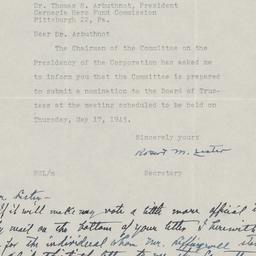 Dr. Thomas S. Arbuthnot, President
Carnegie Hero Fund Commission
Pittsburgh 22, Pa.
Dear Dr. Arbuthnot
The Chairman of the Committee on the
Presidency of the Corporation has asked me
to inform you that the Committee is prepared
to submit a nomination to the Board of Trus-
tees at the meeting scheduled to be held on
Thursday, May 17, 1945.
Sincerely yours
Robert M. Lester
RML/s Secretary
Lester-
If it will make my vote a little more official I
must on the bottom of your letter & herewith
for the individual whom Mr.